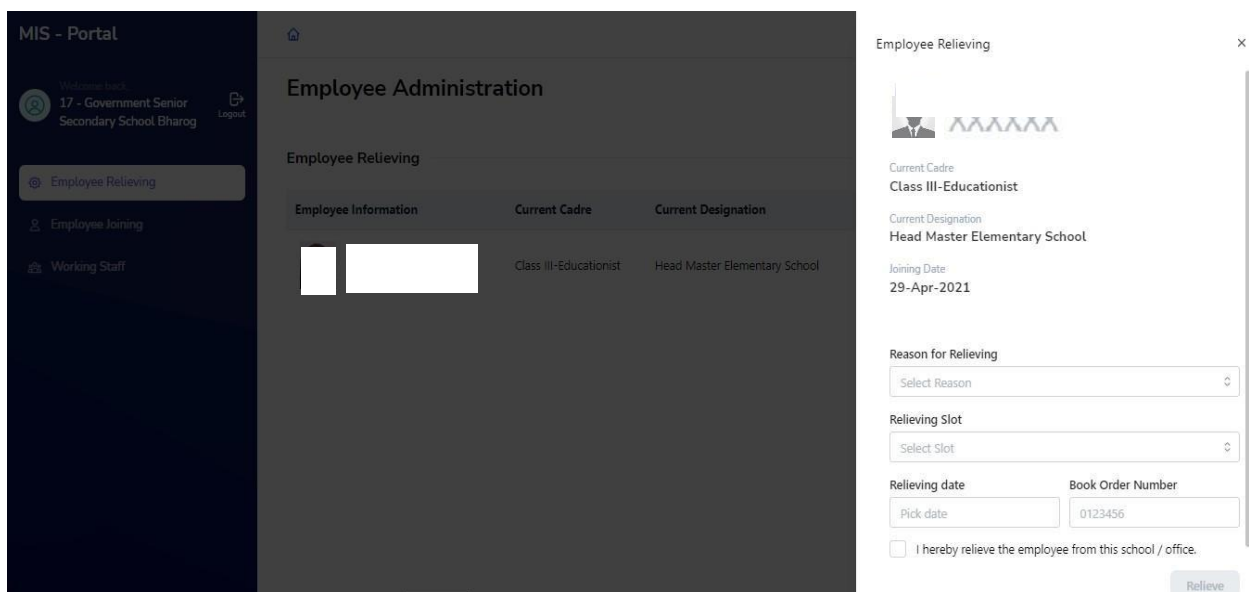 MIS - Portal
Welcome back
17 - Government Senior
Secondary School Bharog
Logout
Employee Relieving
Employee Joining
Working Staff
Employee Administration
Employee Relieving
Employee Information Current Cadre Current Designation
Class III-Educationist Head Master Elementary School
Employee Relieving
XXXXXX
Current Cadre
Class III-Educationist
Current Designation
Head Master Elementary School
Joining Date
29-Apr-2021
Reason for Relieving
Select Reason
Relieving Slot
Select Slot
Relieving date Book Order Number
Pick date 0123456
I hereby relieve the employee from this school / office.
Relieve